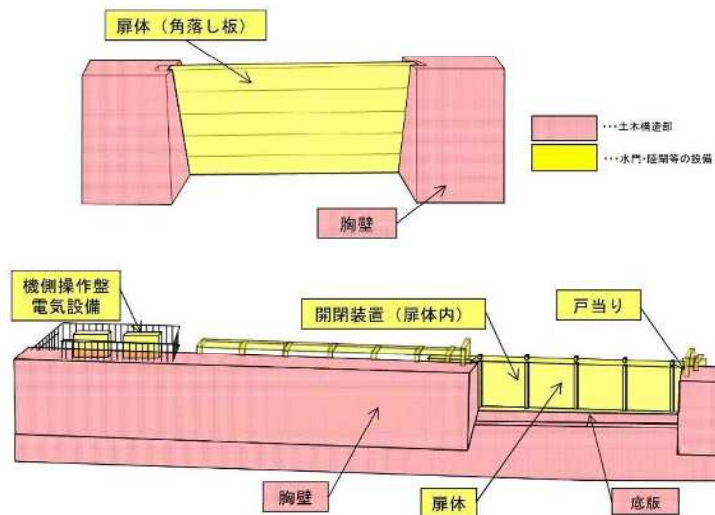 扉体（角落し板）
･･･土木構造部
･･･水門･陸閘等の設備
胸壁
機側操作盤
電気設備
開閉装置（扉体内）
戸当り
胸壁
扉体
底版